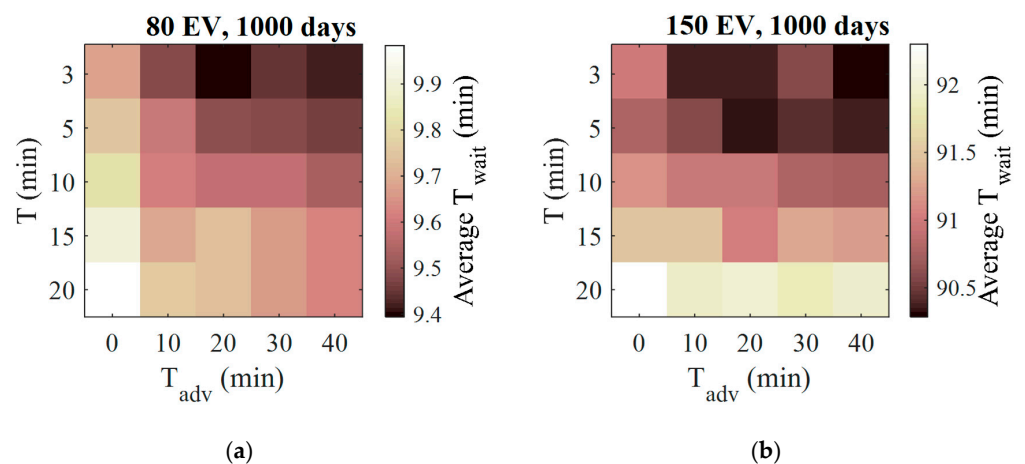 80 EV, 1000 days
T (min)
3
5
10
15
20
0 10 20 30 40
T_adv (min)
9.9
9.8
9.7
9.6
9.5
9.4
Average T_wait (min)
(a)
150 EV, 1000 days
T (min)
3
5
10
15
20
0 10 20 30 40
T_adv (min)
92
91.5
91
90.5
Average T_wait (min)
(b)